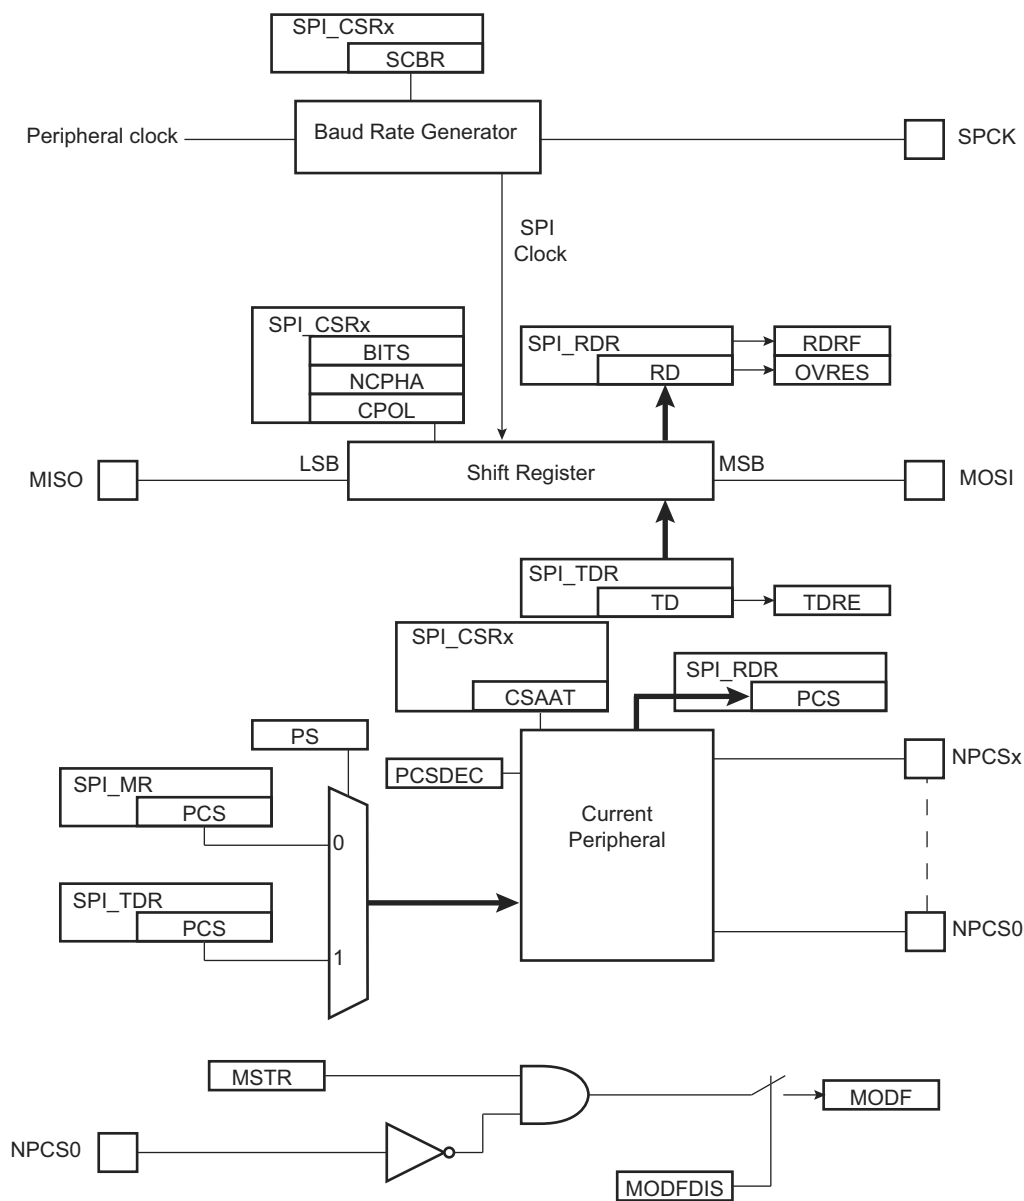 SPI_CSRx
SCBR
Peripheral clock
Baud Rate Generator
SPCK
SPI
Clock
SPI_CSRx
BITS
NCPHA
CPOL
SPI_RDR
RD
RDRF
OVRES
MISO
LSB
Shift Register
MSB
MOSI
SPI_TDR
TD
TDRE
SPI_CSRx
CSAAT
SPI_RDR
PCS
PS
PCSDEC
NPCSx
SPI_MR
PCS
0
Current
Peripheral
SPI_TDR
PCS
1
NPCS0
MSTR
MODF
NPCS0
MODFDIS